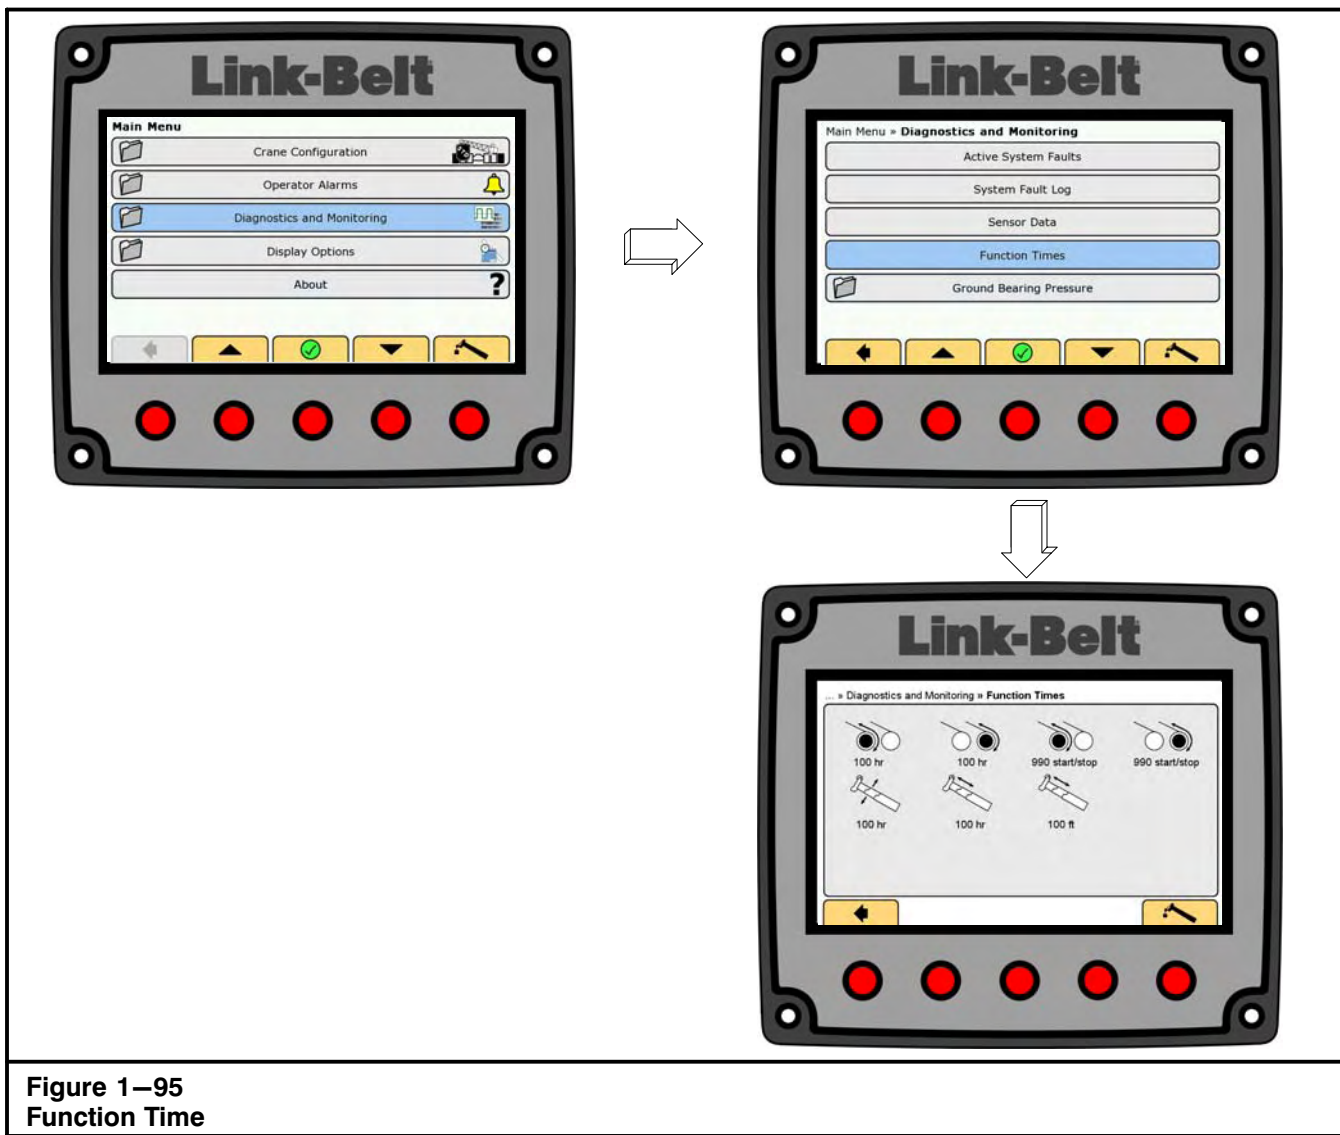 Link-Belt
Main Menu
Crane Configuration
Operator Alarms
Diagnostics and Monitoring
Display Options
About
?
Link-Belt
Main Menu » Diagnostics and Monitoring
Active System Faults
System Fault Log
Sensor Data
Function Times
Ground Bearing Pressure
Link-Belt
... » Diagnostics and Monitoring » Function Times
100 hr
100 hr
990 start/stop
990 start/stop
100 hr
100 hr
100 ft
Figure 1–95
Function Time